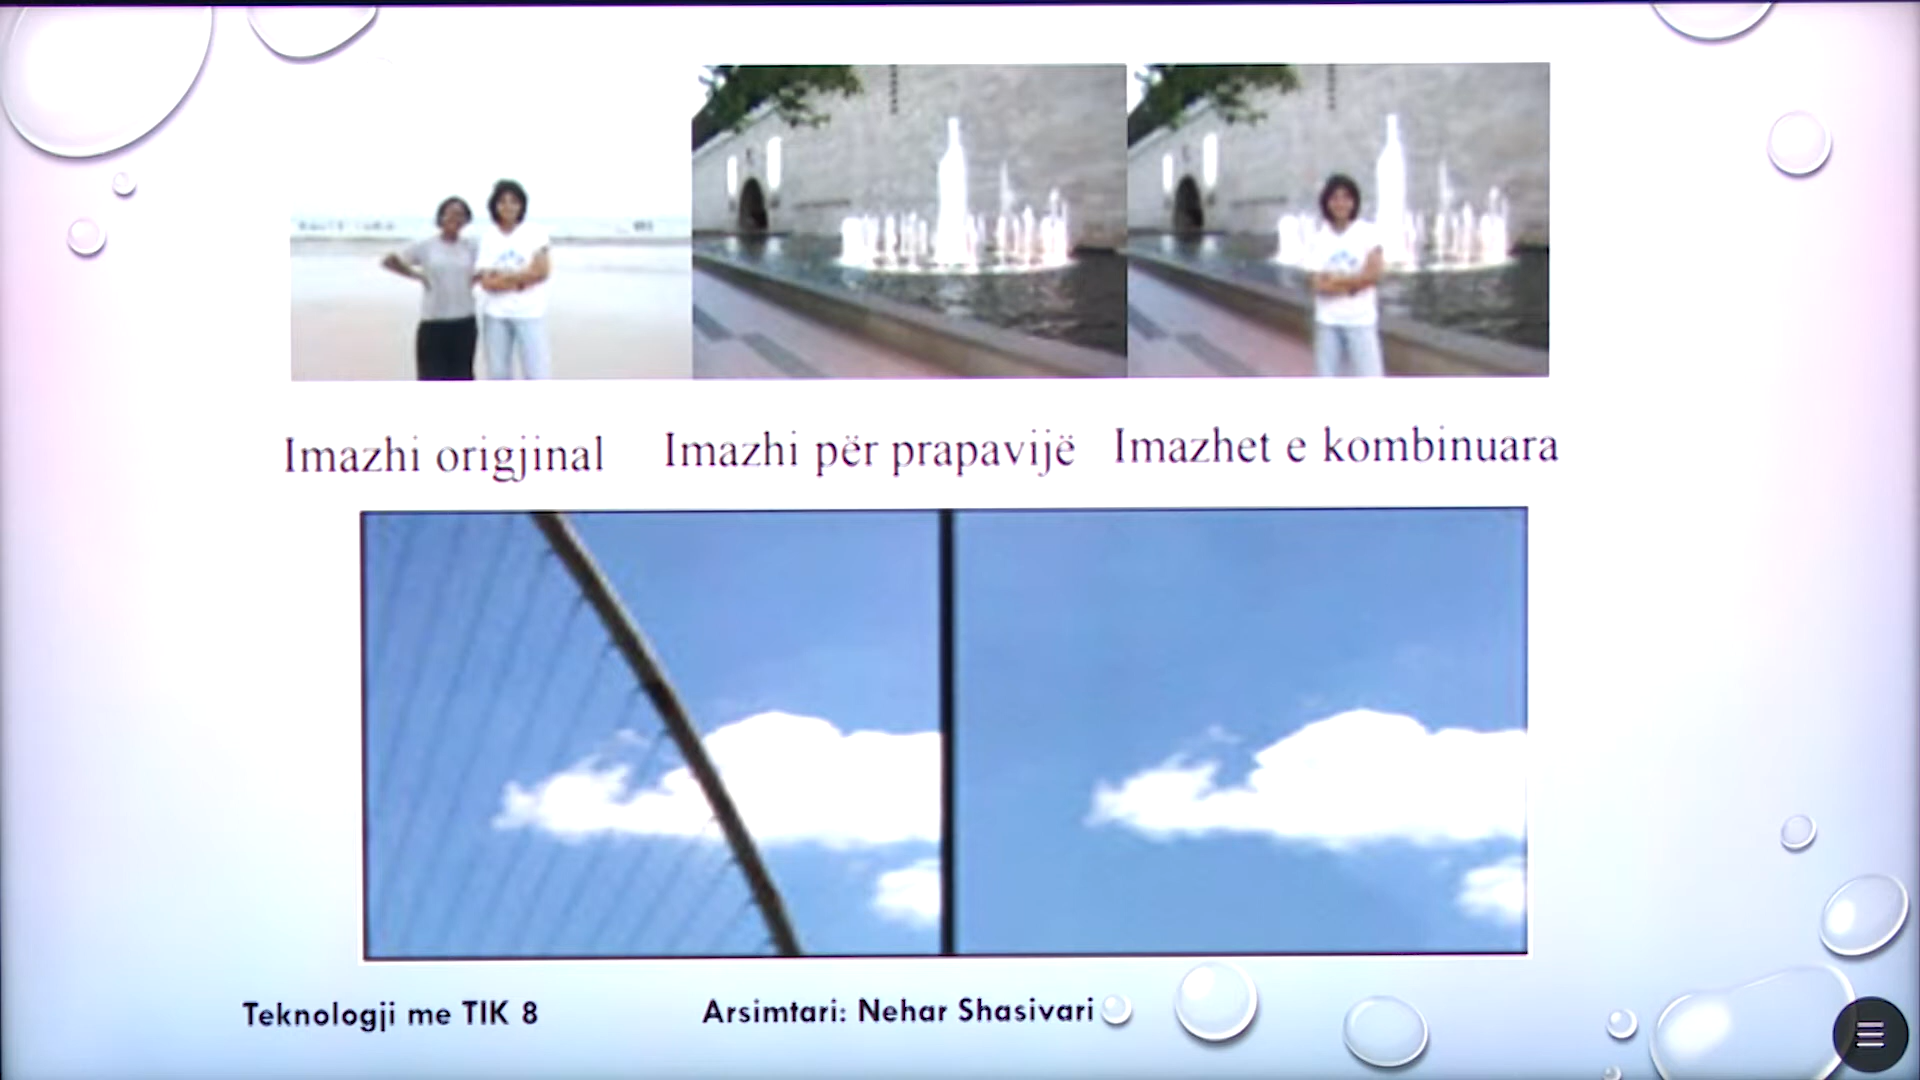 Imazhi origjinal
Imazhi për prapavijë
Imazhet e kombinuara
Teknologji me TIK 8
Arsimtari: Nehar Shasivari